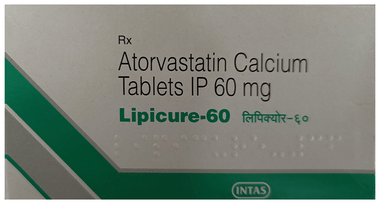 Rx
Atorvastatin Calcium
Tablets IP 60 mg
Lipicure-60 लिपिक्योर-६०
INTAS